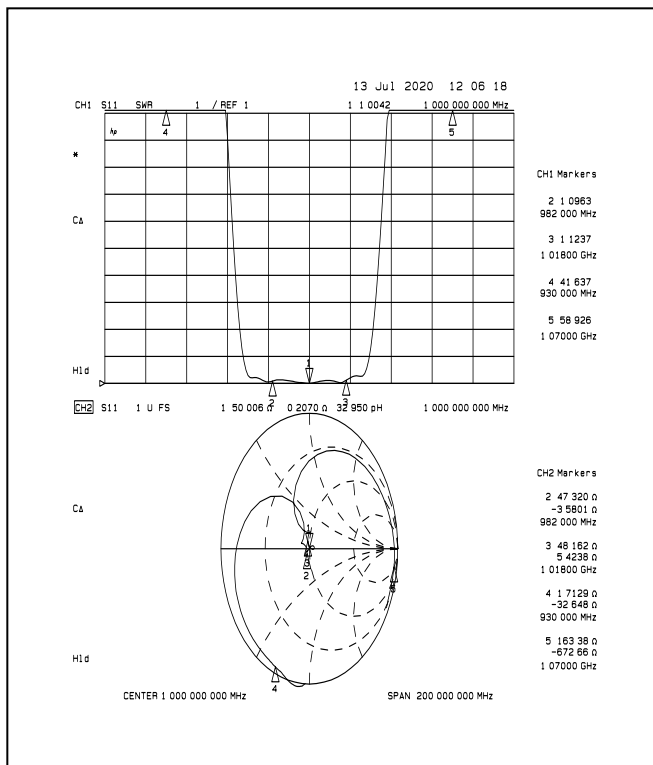 13 Jul 2020 12 06 18
CH1 S11 SWR 1 / REF 1 1 1 0042 1 000 000 000 MHz
hp
4
5
*
CΔ
Hld
1
2
3
CH1 Markers
2 1 0963
982 000 MHz
3 1 1237
1 01800 GHz
4 41 637
930 000 MHz
5 58 926
1 07000 GHz
CH2 S11 1 U FS 1 50 006 Ω 0 2070 Ω 32 950 pH 1 000 000 000 MHz
CΔ
Hld
3
2
4
CH2 Markers
2 47 320 Ω
-3 5801 Ω
982 000 MHz
3 48 162 Ω
5 4238 Ω
1 01800 GHz
4 1 7129 Ω
-32 648 Ω
930 000 MHz
5 163 38 Ω
-672 66 Ω
1 07000 GHz
CENTER 1 000 000 000 MHz SPAN 200 000 000 MHz